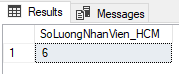 Results Messages
SoLuongNhanVien_HCM
1 6